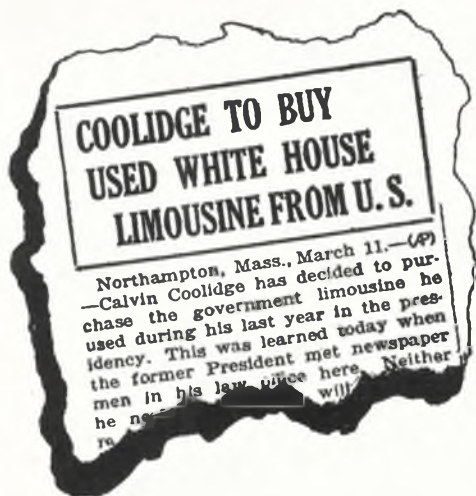 COOLIDGE TO BUY
USED WHITE HOUSE
LIMOUSINE FROM U. S.
Northampton, Mass., March 11.—(AP)
—Calvin Coolidge has decided to pur-
chase the government limousine he
used during his last year in the pres-
idency. This was learned today when
the former President met newspaper
men in his law office here. Neither
he
will